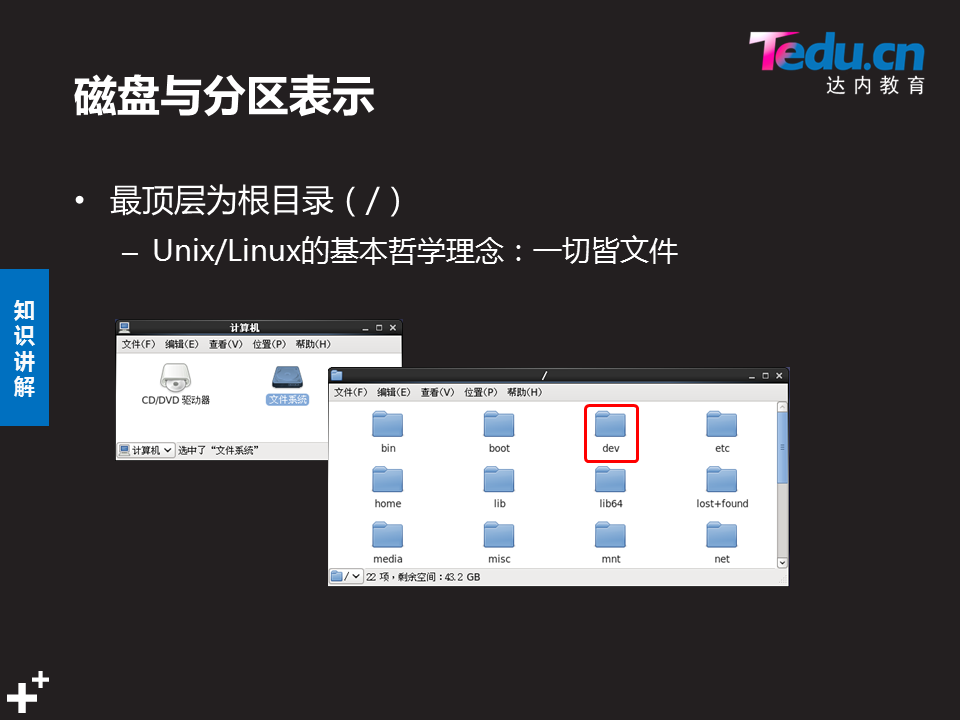 Tedu.cn
达内教育
磁盘与分区表示
• 最顶层为根目录（/）
– Unix/Linux的基本哲学理念：一切皆文件
知识讲解
计算机
文件(F) 编辑(E) 查看(V) 位置(P) 帮助(H)
CD/DVD 驱动器
文件系统
计算机 选中了 “文件系统”
/
文件(F) 编辑(E) 查看(V) 位置(P) 帮助(H)
bin boot dev etc
home lib lib64 lost+found
media misc mnt net
/ 22 项，剩余空间：43.2 GB